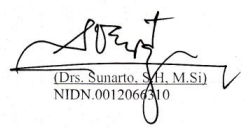 (Drs. Sunarto, S.H, M.Si)
NIDN.0012066310